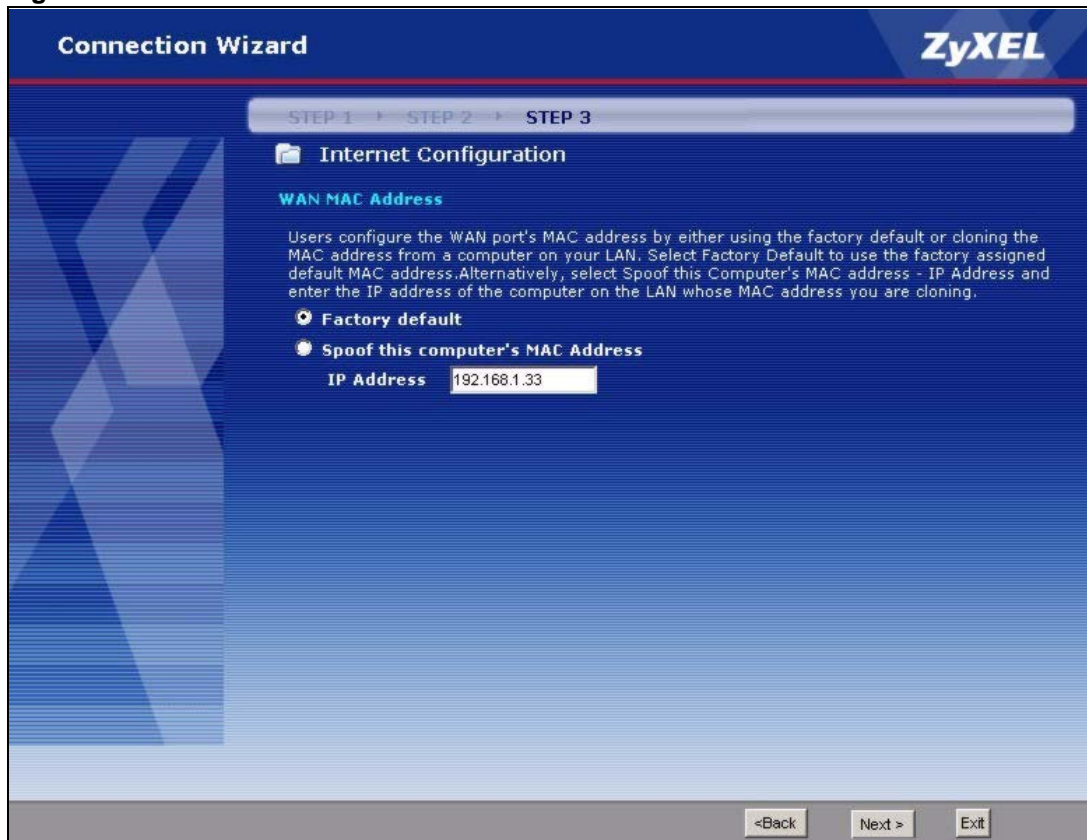 Connection Wizard
ZyXEL
STEP 1 STEP 2 STEP 3
Internet Configuration
WAN MAC Address
Users configure the WAN port's MAC address by either using the factory default or cloning the
MAC address from a computer on your LAN. Select Factory Default to use the factory assigned
default MAC address.Alternatively, select Spoof this Computer's MAC address - IP Address and
enter the IP address of the computer on the LAN whose MAC address you are cloning.
Factory default
Spoof this computer's MAC Address
IP Address 192.168.1.33
<Back Next > Exit